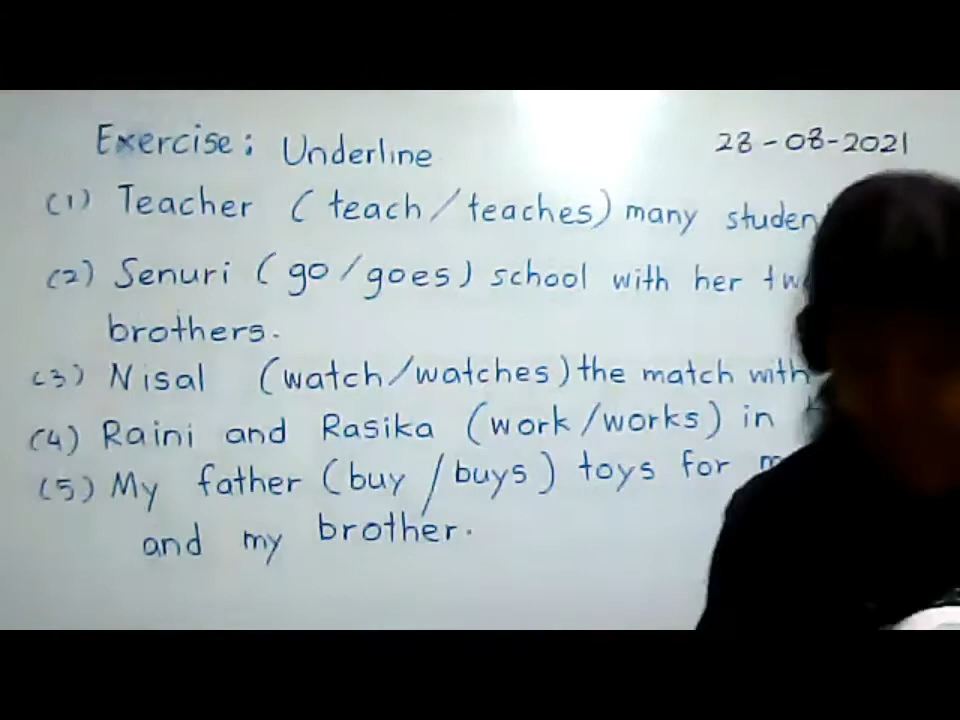 Exercise: Underline 28-08-2021
(1) Teacher (teach/teaches) many
(2) Senuri (go/goes) school with her
brothers.
(3) Nisal (watch/watches) the match with
(4) Raini and Rasika (work/works) in
(5) My father (buy/buys) toys for
and my brother.